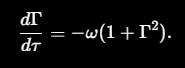 dΓ/dτ = −ω(1 + Γ²).